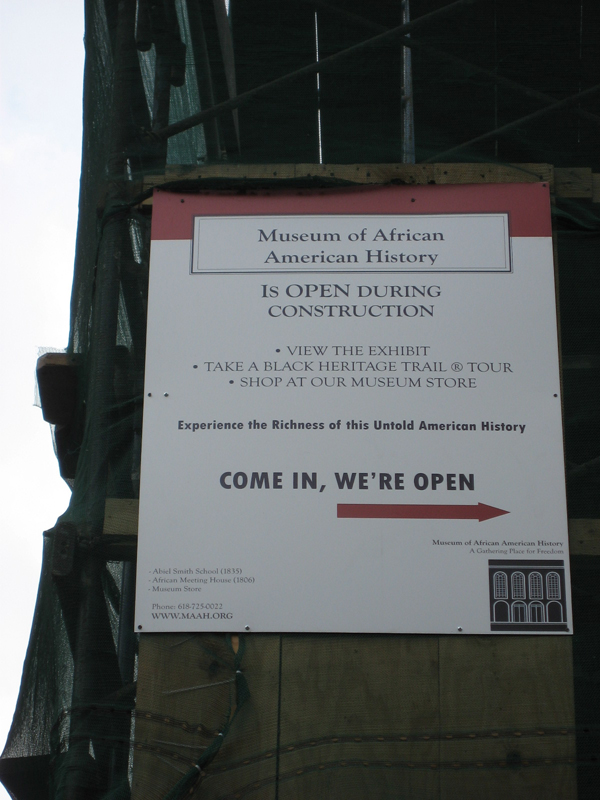 Museum of African
American History
IS OPEN DURING
CONSTRUCTION
• VIEW THE EXHIBIT
• TAKE A BLACK HERITAGE TRAIL ® TOUR
• SHOP AT OUR MUSEUM STORE
Experience the Richness of this Untold American History
COME IN, WE'RE OPEN
Museum of African American History
A Gathering Place for Freedom
- Abiel Smith School (1835)
- African Meeting House (1806)
- Museum Store
Phone: 618-725-0022
WWW.MAAH.ORG